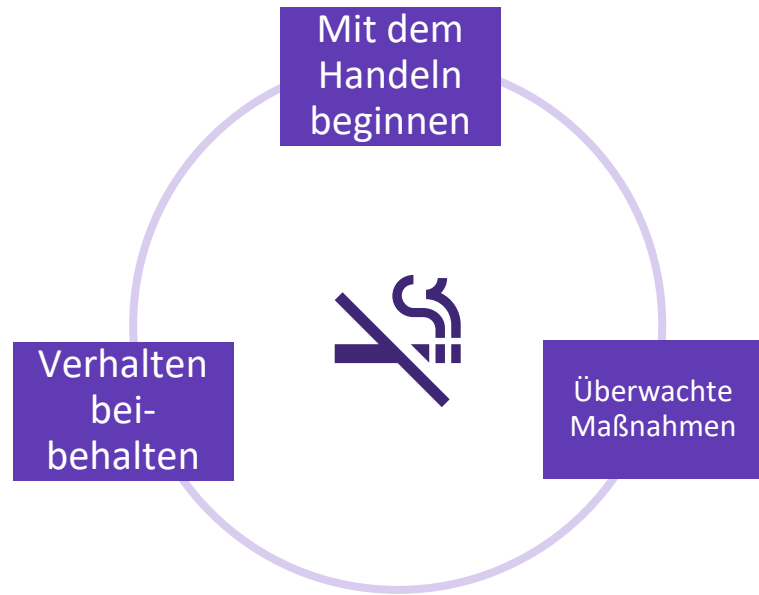 Mit dem
Handeln
beginnen
Verhalten
bei-
behalten
Überwachte
Maßnahmen